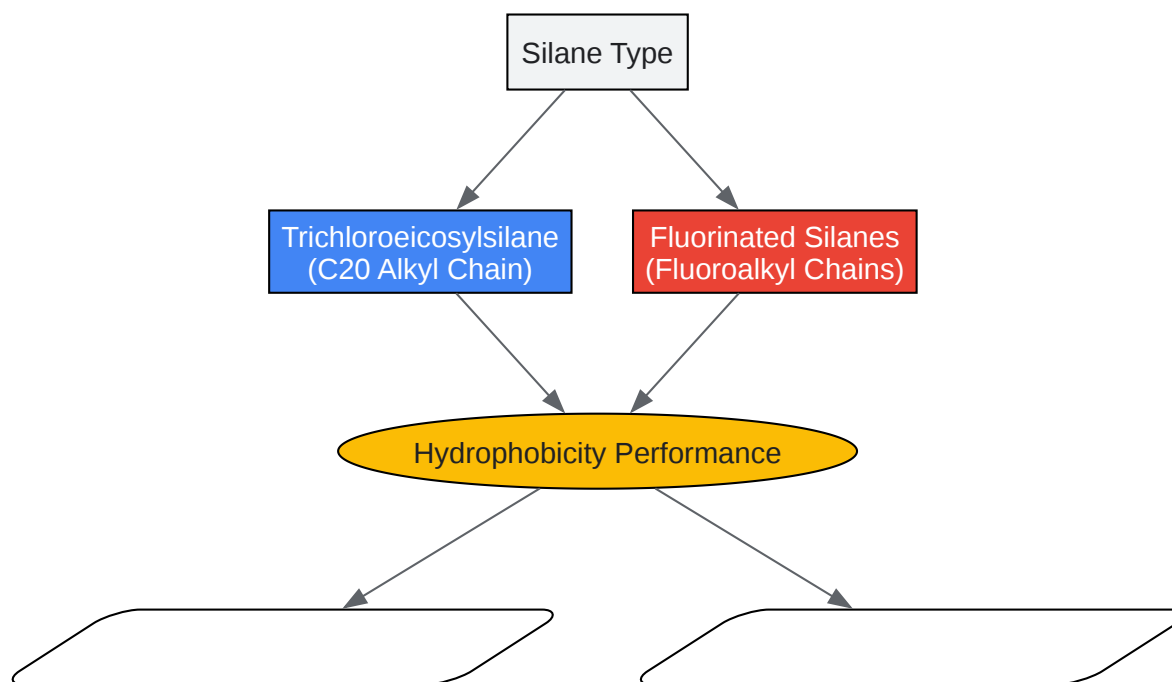 Silane Type
Trichloroeicosylsilane
(C20 Alkyl Chain)
Fluorinated Silanes
(Fluoroalkyl Chains)
Hydrophobicity Performance